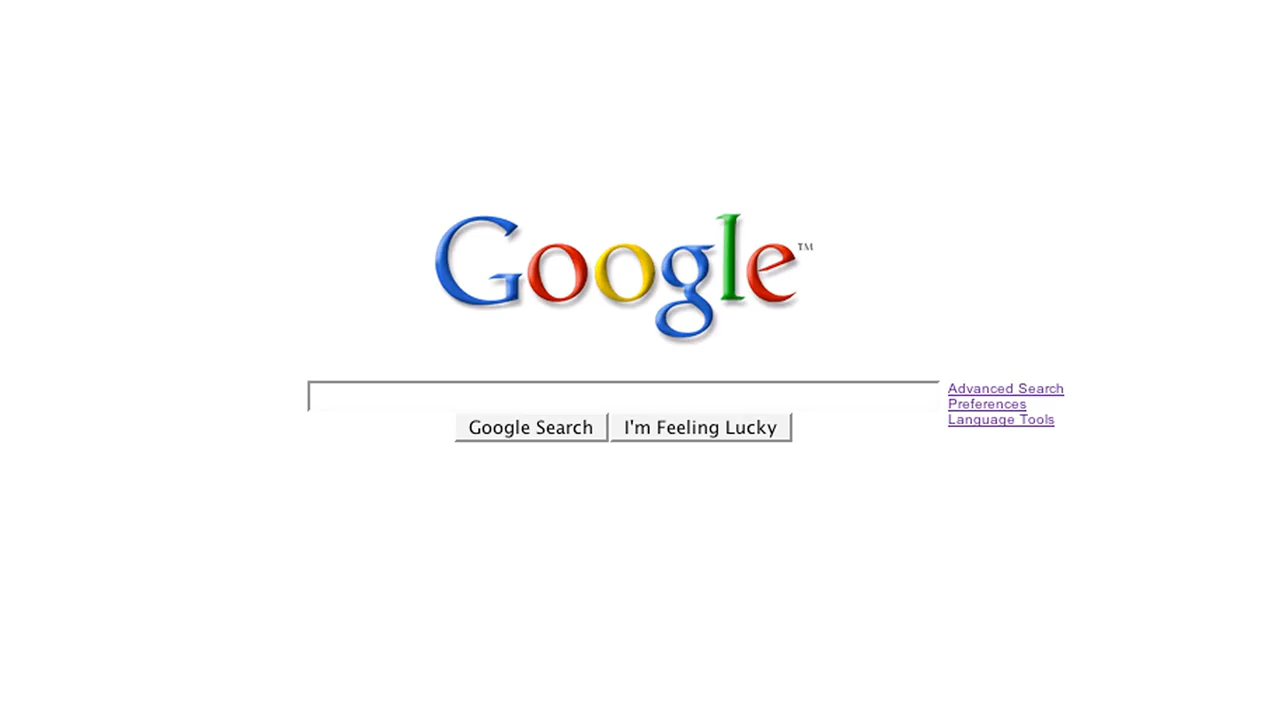 Google™
Advanced Search
Preferences
Language Tools
Google Search
I'm Feeling Lucky